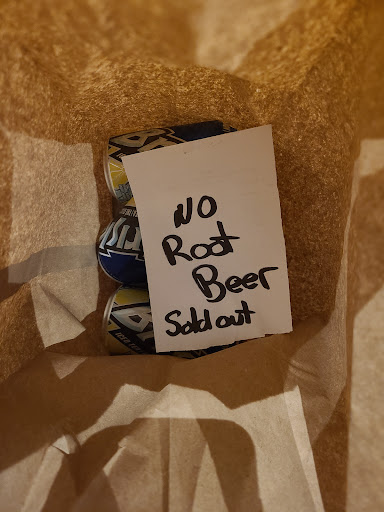 NO
Root
Beer
Sold out